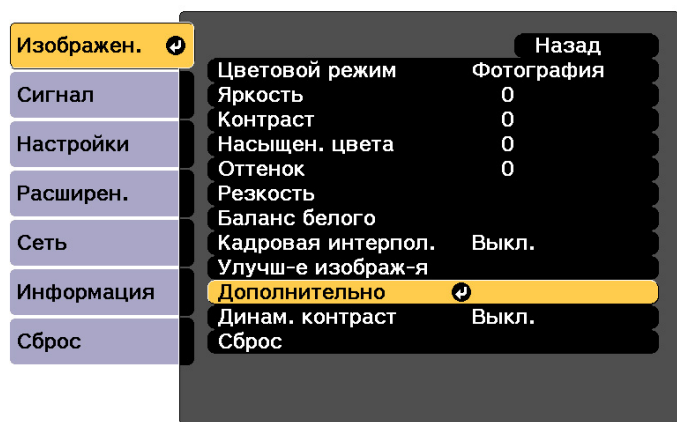 Изображен.
Сигнал
Настройки
Расширен.
Сеть
Информация
Сброс
Назад
Цветовой режим Фотография
Яркость 0
Контраст 0
Насыщен. цвета 0
Оттенок 0
Резкость
Баланс белого
Кадровая интерпол. Выкл.
Улучш-е изображ-я
Дополнительно
Динам. контраст Выкл.
Сброс